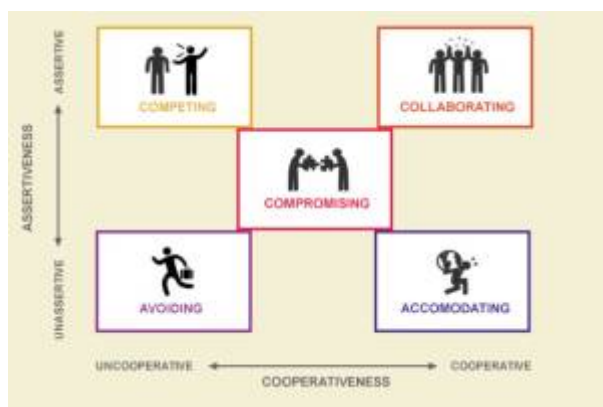 ASSERTIVE
ASSERTIVENESS
UNASSERTIVE
COMPETING
COLLABORATING
COMPROMISING
AVOIDING
ACCOMODATING
UNCOOPERATIVE
COOPERATIVE
COOPERATIVENESS